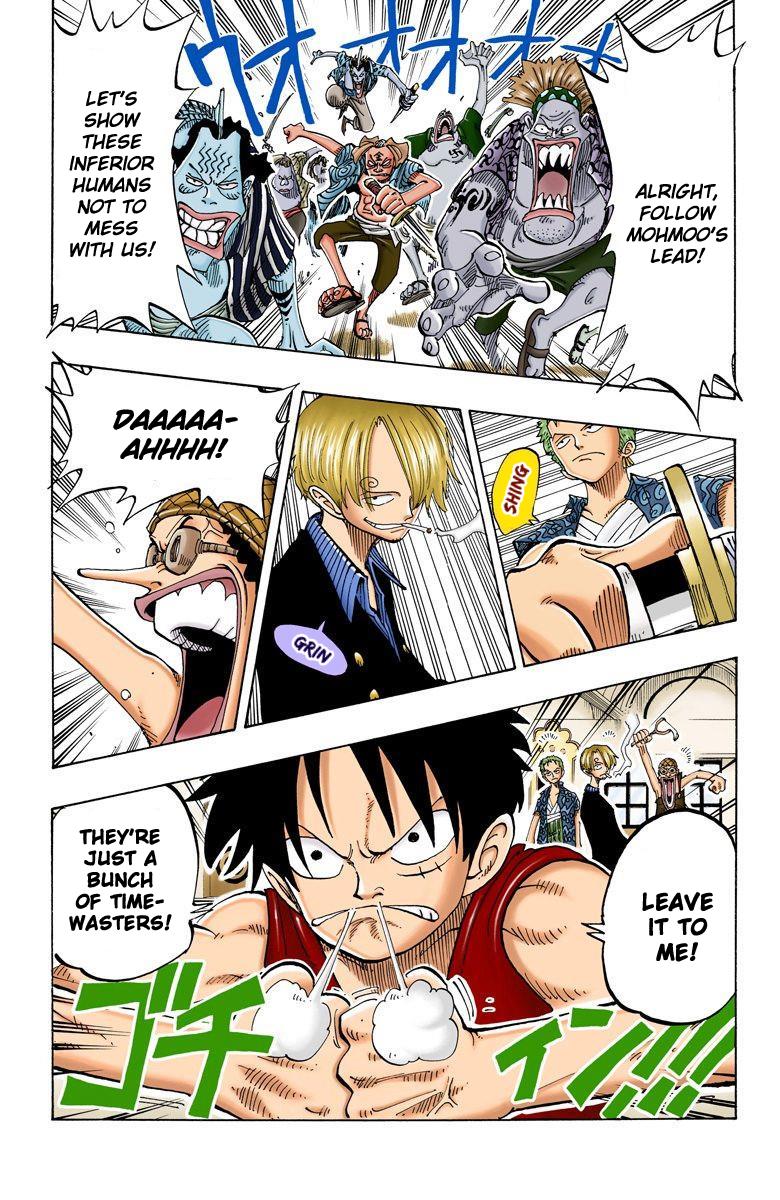 ウオオオオ
ALRIGHT,
FOLLOW
MOHMOO'S
LEAD!
LET'S
SHOW
THESE
INFERIOR
HUMANS
NOT TO
MESS
WITH US!
SHING
GRIN
DAAAAA-
AHHHH!
LEAVE
IT TO
ME!
THEY'RE
JUST A
BUNCH
OF TIME-
WASTERS!
ゴチィン!!!